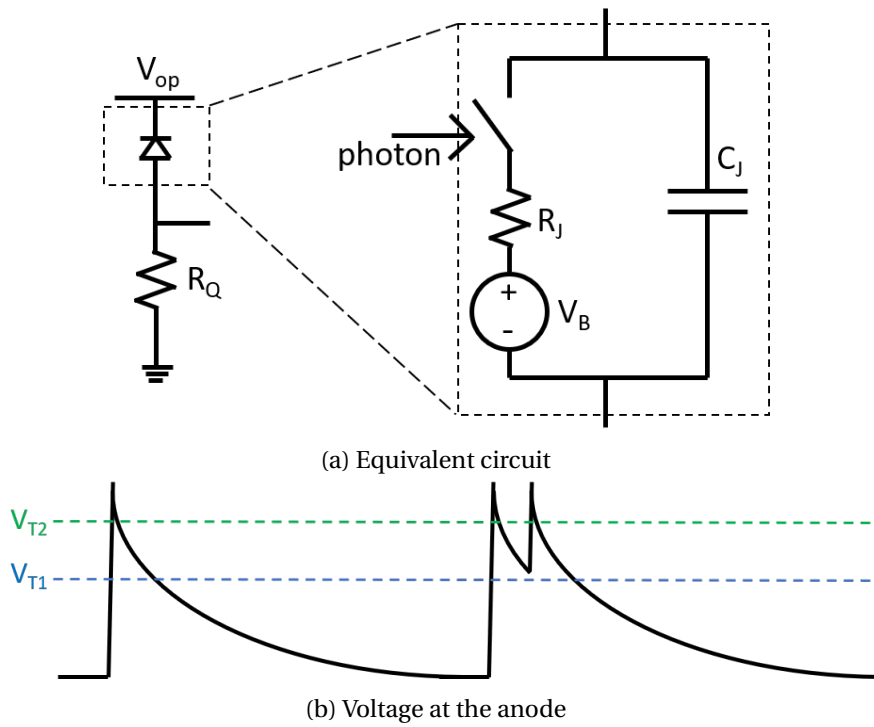 V_op
photon
R_J
C_J
R_Q
+
-
V_B
(a) Equivalent circuit
V_T2
V_T1
(b) Voltage at the anode